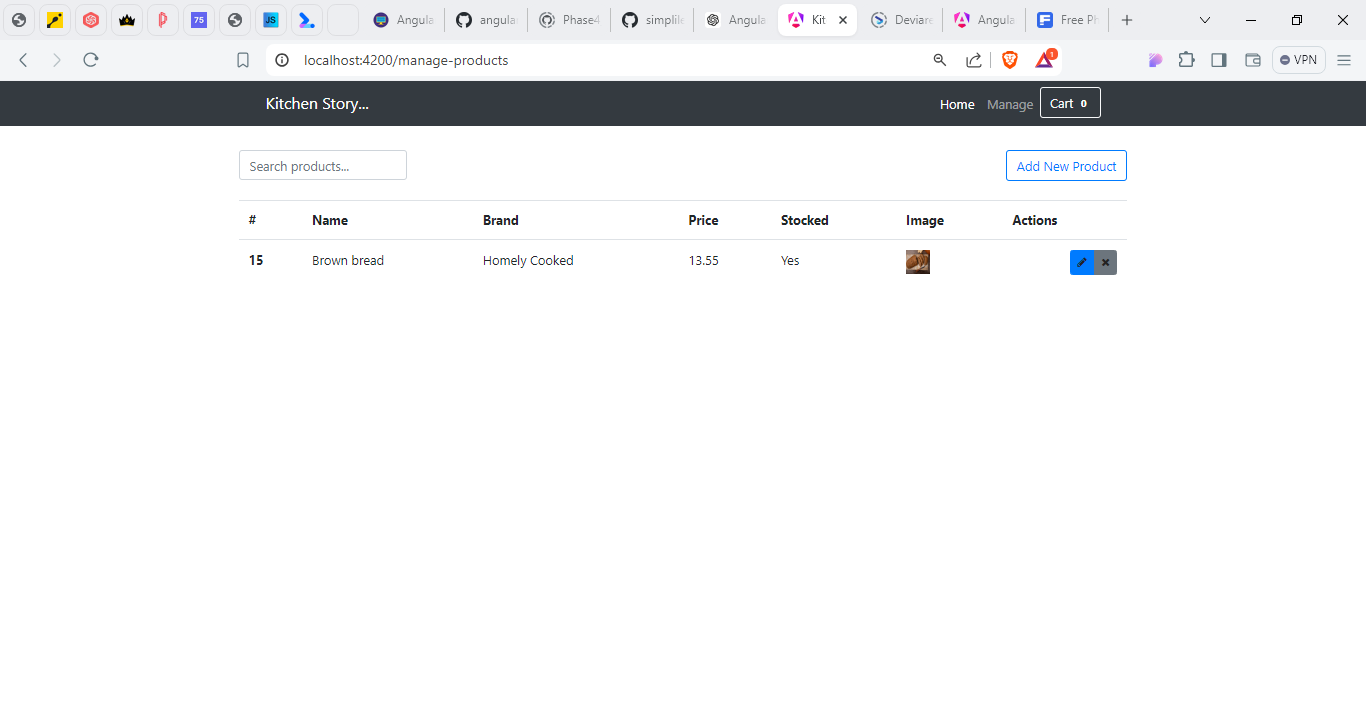 75 JS Angula angular Phase4 simplile Angula Kit Deviare Angula Free Ph
localhost:4200/manage-products 1 VPN
Kitchen Story... Home Manage Cart 0
Search products... Add New Product
# Name Brand Price Stocked Image Actions
15 Brown bread Homely Cooked 13.55 Yes